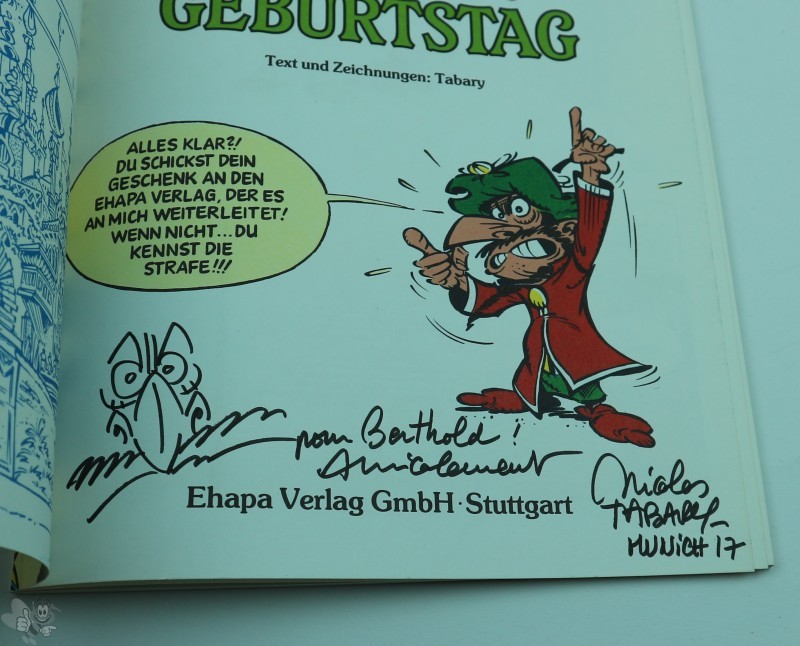 GEBURTSTAG
Text und Zeichnungen: Tabary
ALLES KLAR?!
DU SCHICKST DEIN
GESCHENK AN DEN
EHAPA VERLAG, DER ES
AN MICH WEITERLEITET!
WENN NICHT...DU
KENNST DIE
STRAFE!!!
pour Berthold !
Amicalement
Ehapa Verlag GmbH · Stuttgart
Nicolas
TABARY
MUNICH 17